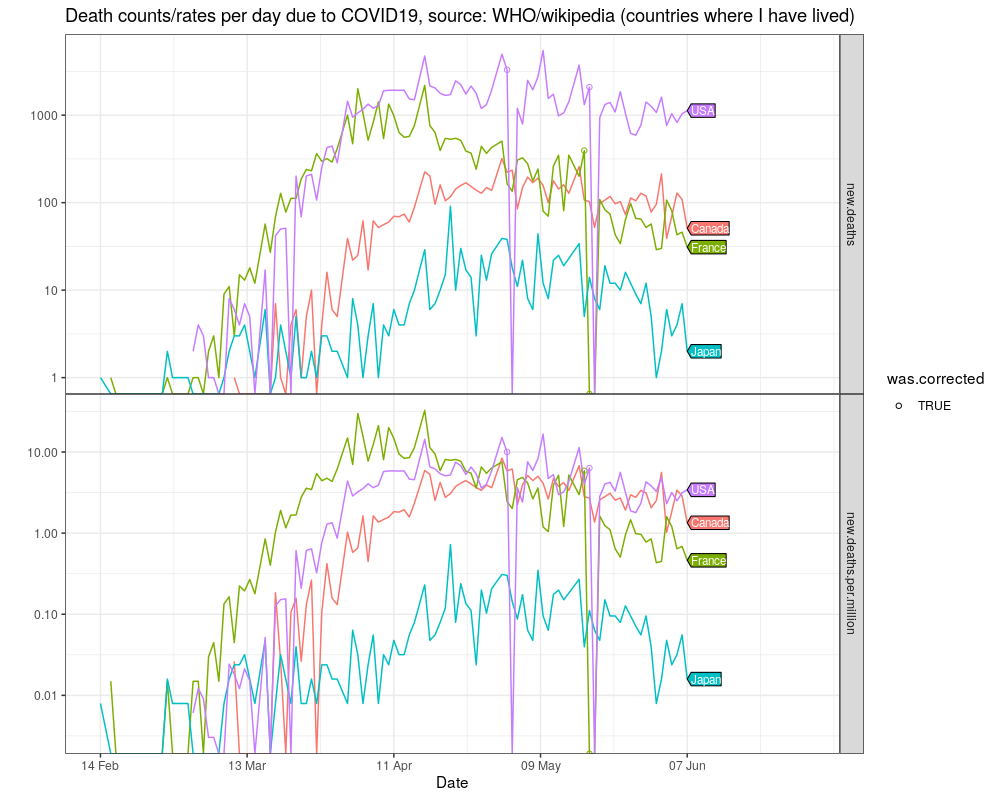 Death counts/rates per day due to COVID19, source: WHO/wikipedia (countries where I have lived)
1000
100
10
1
USA
Canada
France
Japan
new.deaths
10.00
1.00
0.10
0.01
USA
Canada
France
Japan
new.deaths.per.million
14 Feb
13 Mar
11 Apr
09 May
07 Jun
Date
was.corrected
TRUE